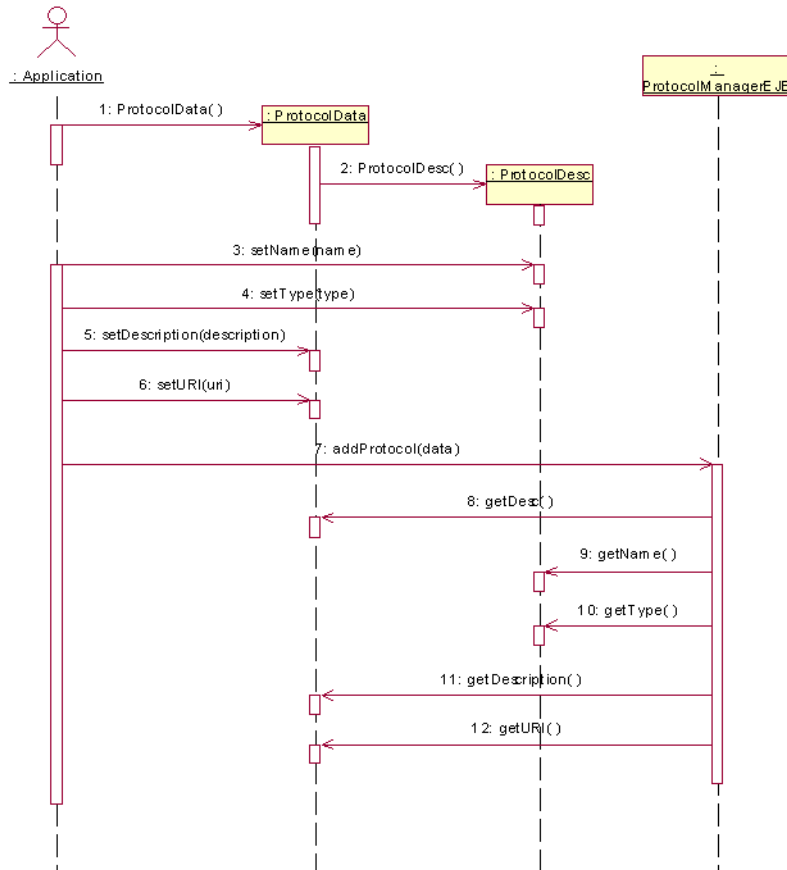 : Application
:
ProtocolManagerEJB
1: ProtocolData( )
: ProtocolData
2: ProtocolDesc( )
: ProtocolDesc
3: setName(name)
4: setType(type)
5: setDescription(description)
6: setURI(uri)
7: addProtocol(data)
8: getDesc( )
9: getName( )
10: getType( )
11: getDescription( )
12: getURI( )